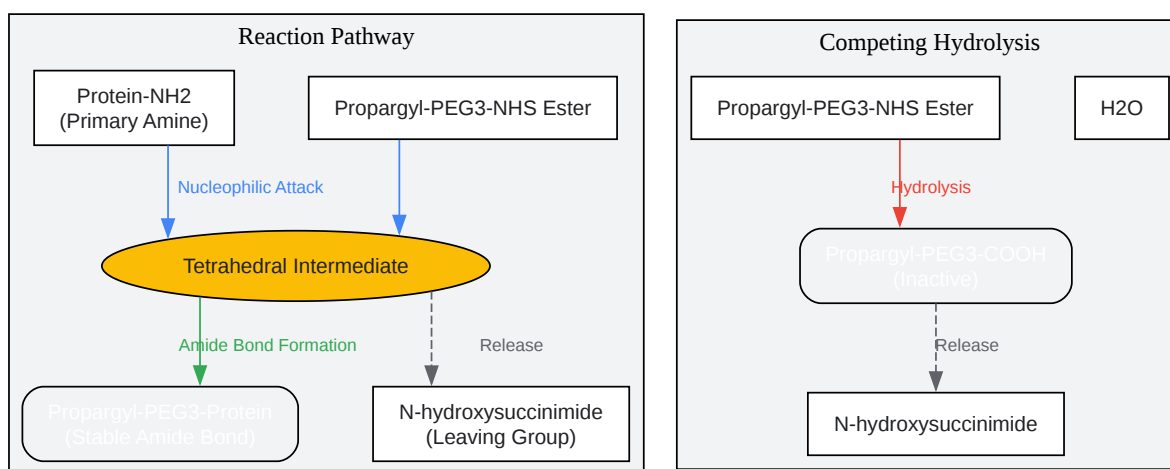 Reaction Pathway
Protein-NH2
(Primary Amine)
Propargyl-PEG3-NHS Ester
Nucleophilic Attack
Tetrahedral Intermediate
Amide Bond Formation
Release
Propargyl-PEG3-Protein
(Stable Amide Bond)
N-hydroxysuccinimide
(Leaving Group)
Competing Hydrolysis
Propargyl-PEG3-NHS Ester
H2O
Hydrolysis
Propargyl-PEG3-COOH
(Inactive)
Release
N-hydroxysuccinimide